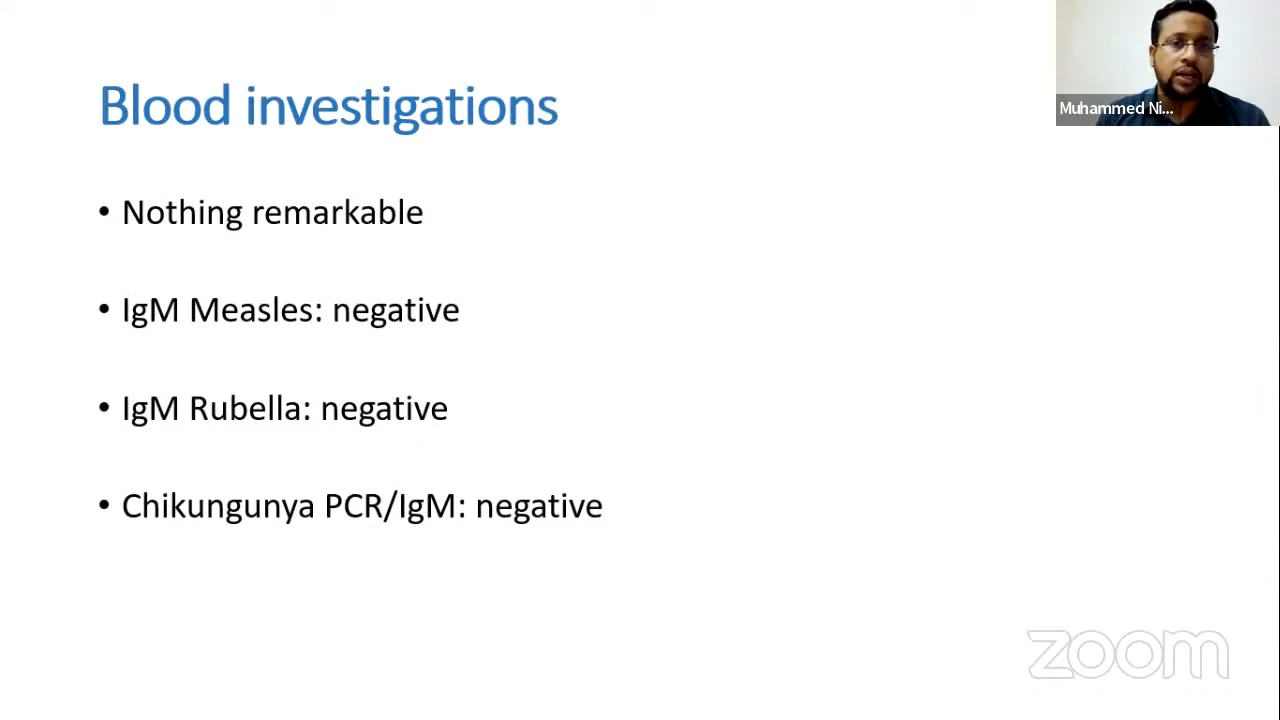 Muhammed Ni...
Blood investigations
• Nothing remarkable
• IgM Measles: negative
• IgM Rubella: negative
• Chikungunya PCR/IgM: negative
zoom